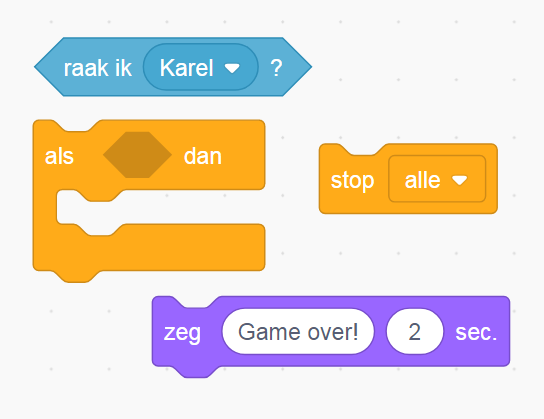 raak ik Karel ?
als dan
stop alle
zeg Game over! 2 sec.